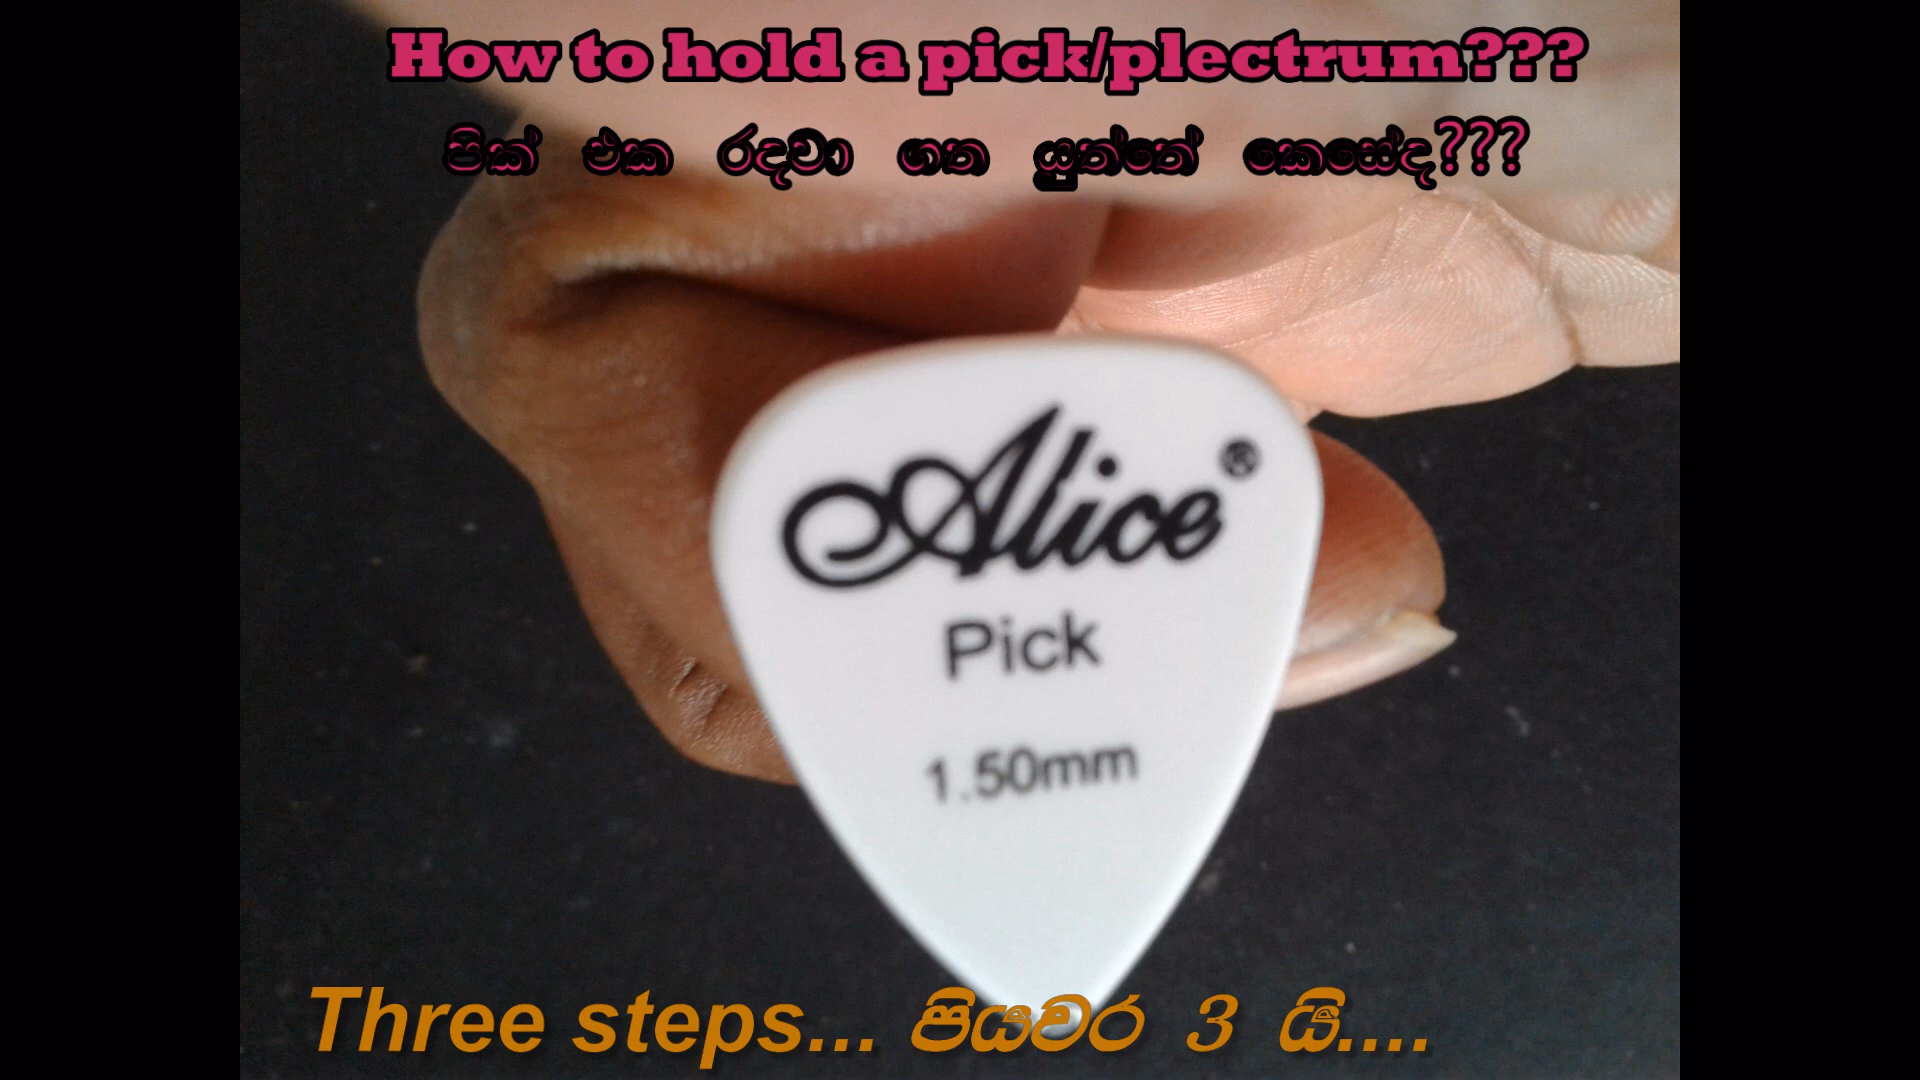 How to hold a pick/plectrum???
පික් එක රදවා ගත යුත්තේ කෙසේද???
Alice®
Pick
1.50mm
Three steps... පියවර 3 යි....